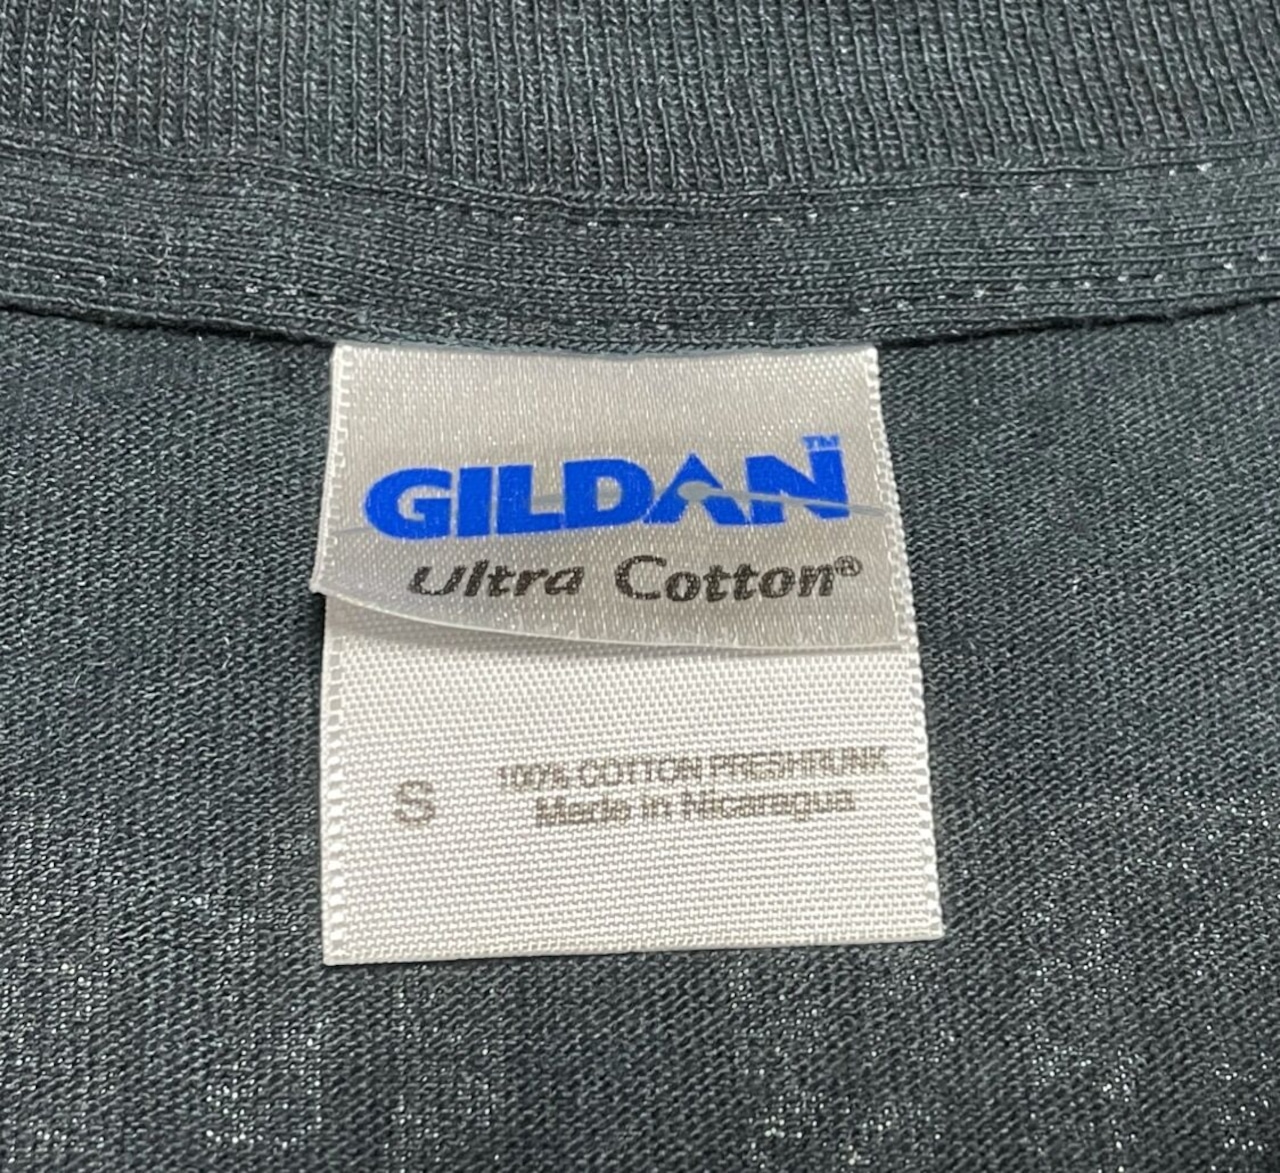 GILDAN™
Ultra Cotton®
S
100% COTTON PRESHRUNK
Made in Nicaragua